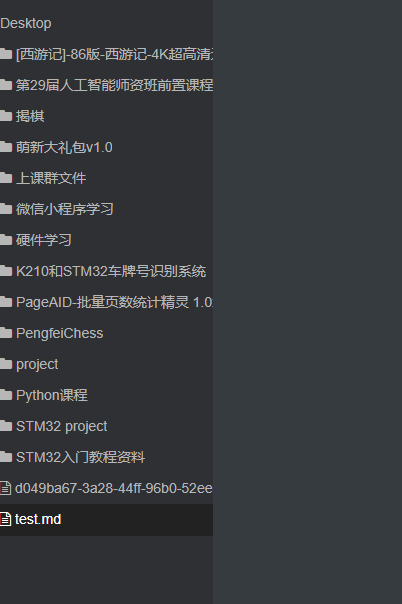 Desktop
[西游记]-86版-西游记-4K超高清
第29届人工智能师资班前置课程
揭棋
萌新大礼包v1.0
上课群文件
微信小程序学习
硬件学习
K210和STM32车牌号识别系统
PageAID-批量页数统计精灵 1.0
PengfeiChess
project
Python课程
STM32 project
STM32入门教程资料
d049ba67-3a28-44ff-96b0-52ee
test.md